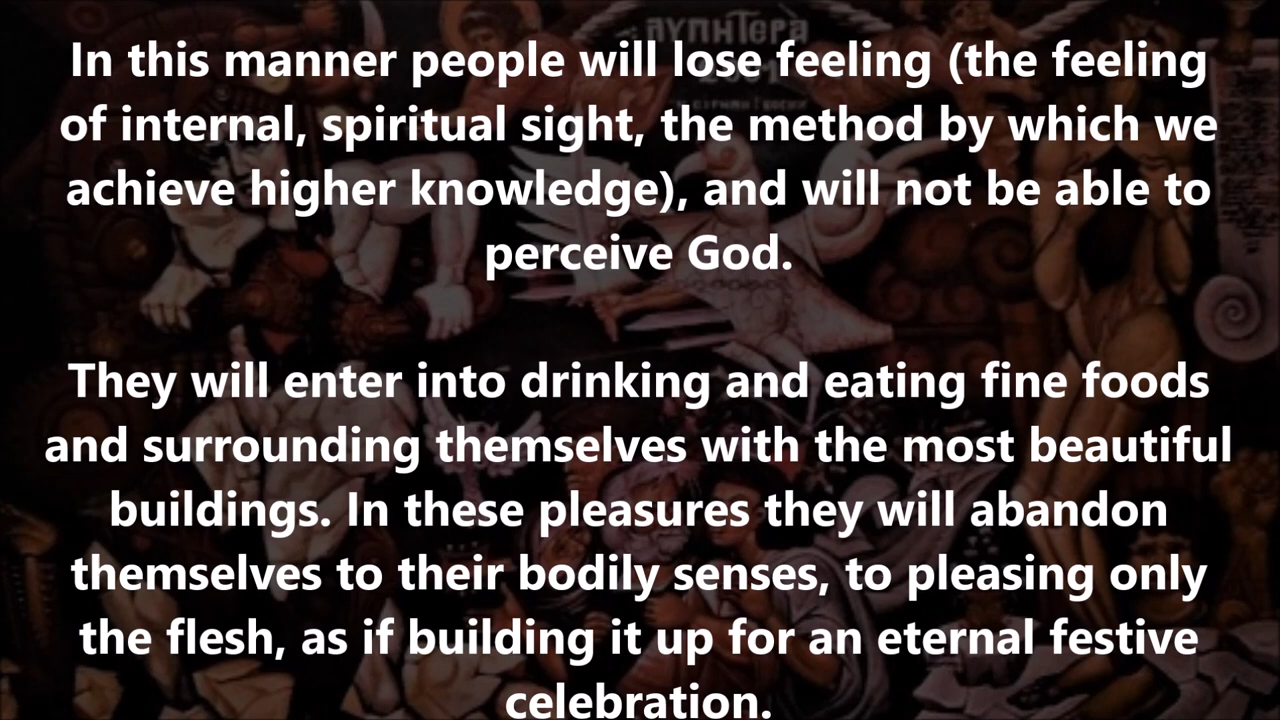 In this manner people will lose feeling (the feeling
of internal, spiritual sight, the method by which we
achieve higher knowledge), and will not be able to
perceive God.
They will enter into drinking and eating fine foods
and surrounding themselves with the most beautiful
buildings. In these pleasures they will abandon
themselves to their bodily senses, to pleasing only
the flesh, as if building it up for an eternal festive
celebration.